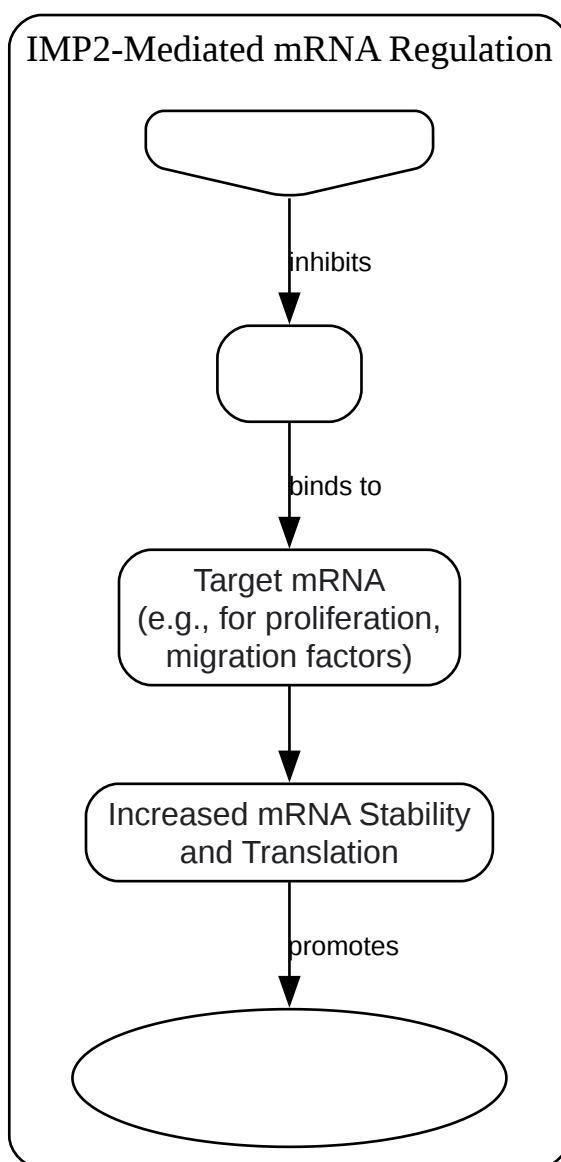 IMP2-Mediated mRNA Regulation
inhibits
binds to
Target mRNA
(e.g., for proliferation,
migration factors)
Increased mRNA Stability
and Translation
promotes